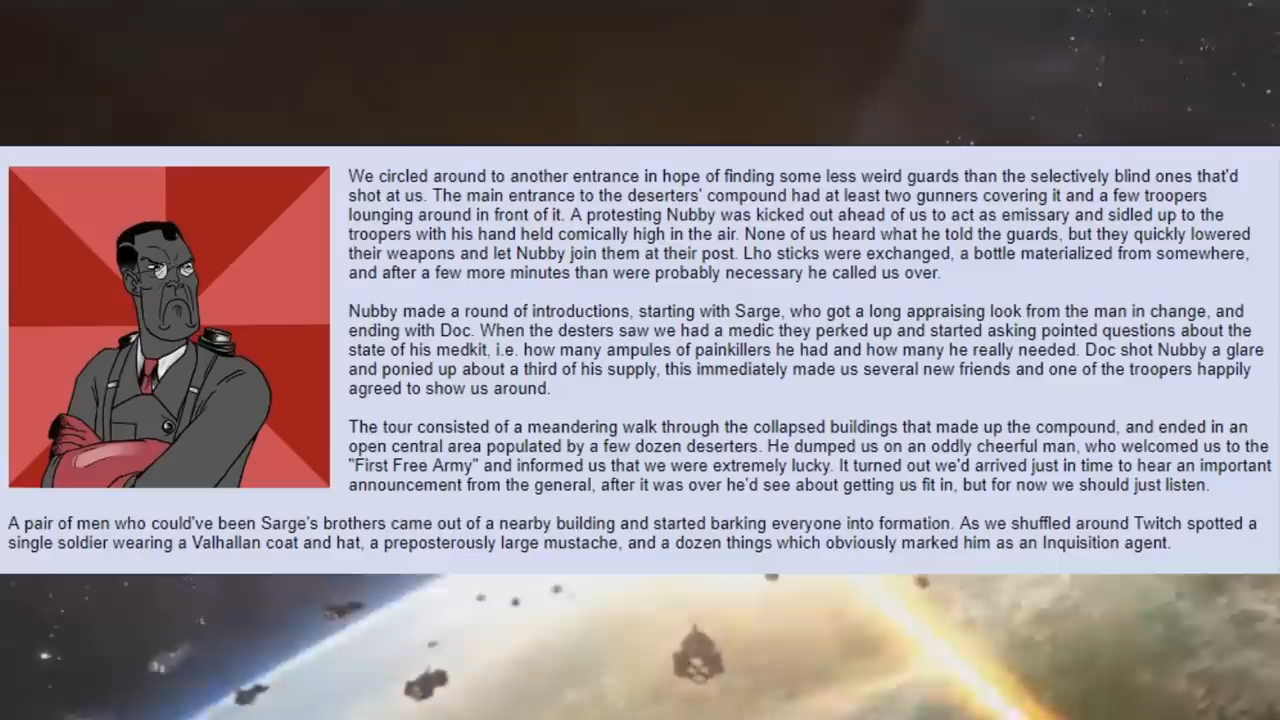 We circled around to another entrance in hope of finding some less weird guards than the selectively blind ones that'd
shot at us. The main entrance to the deserters' compound had at least two gunners covering it and a few troopers
lounging around in front of it. A protesting Nubby was kicked out ahead of us to act as emissary and sidled up to the
troopers with his hand held comically high in the air. None of us heard what he told the guards, but they quickly lowered
their weapons and let Nubby join them at their post. Lho sticks were exchanged, a bottle materialized from somewhere,
and after a few more minutes than were probably necessary he called us over.
Nubby made a round of introductions, starting with Sarge, who got a long appraising look from the man in change, and
ending with Doc. When the desters saw we had a medic they perked up and started asking pointed questions about the
state of his medkit, i.e. how many ampules of painkillers he had and how many he really needed. Doc shot Nubby a glare
and ponied up about a third of his supply, this immediately made us several new friends and one of the troopers happily
agreed to show us around.
The tour consisted of a meandering walk through the collapsed buildings that made up the compound, and ended in an
open central area populated by a few dozen deserters. He dumped us on an oddly cheerful man, who welcomed us to the
"First Free Army" and informed us that we were extremely lucky. It turned out we'd arrived just in time to hear an important
announcement from the general, after it was over he'd see about getting us fit in, but for now we should just listen.
A pair of men who could've been Sarge's brothers came out of a nearby building and started barking everyone into formation. As we shuffled around Twitch spotted a
single soldier wearing a Valhallan coat and hat, a preposterously large mustache, and a dozen things which obviously marked him as an Inquisition agent.